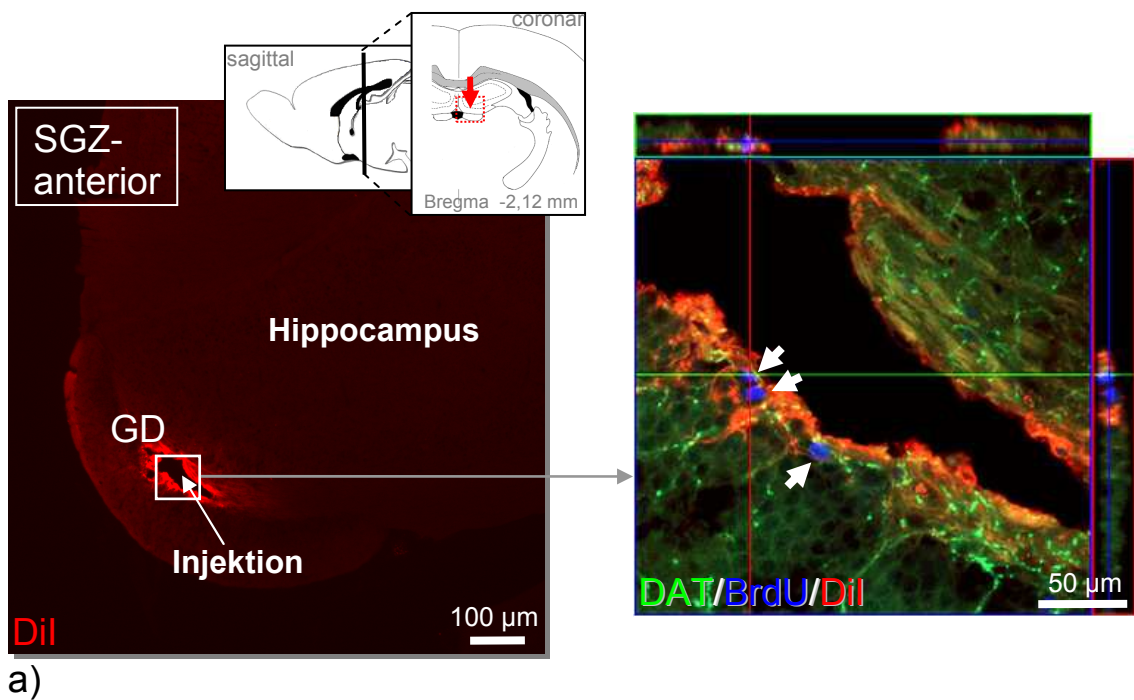 sagittal
coronar
Bregma -2,12 mm
SGZ-
anterior
Hippocampus
GD
Injektion
100 µm
DiI
DAT/BrdU/DiI
50 µm
a)